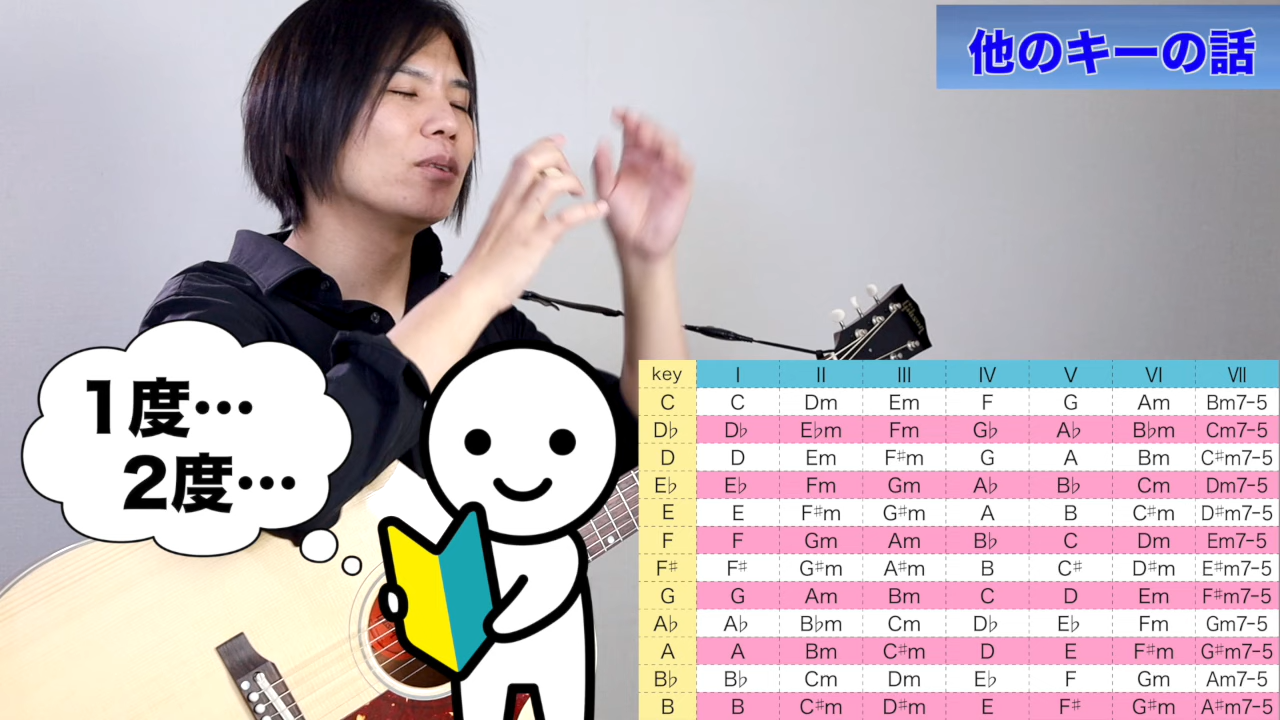 他のキーの話
1度…
2度…
key I II III IV V VI VII
C C Dm Em F G Am Bm7-5
D♭ D♭ E♭m Fm G♭ A♭ B♭m Cm7-5
D D Em F♯m G A Bm C♯m7-5
E♭ E♭ Fm Gm A♭ B♭ Cm Dm7-5
E E F♯m G♯m A B C♯m D♯m7-5
F F Gm Am B♭ C Dm Em7-5
F♯ F♯ G♯m A♯m B C♯ D♯m E♯m7-5
G G Am Bm C D Em F♯m7-5
A♭ A♭ B♭m Cm D♭ E♭ Fm Gm7-5
A A Bm C♯m D E F♯m G♯m7-5
B♭ B♭ Cm Dm E♭ F Gm Am7-5
B B C♯m D♯m E F♯ G♯m A♯m7-5